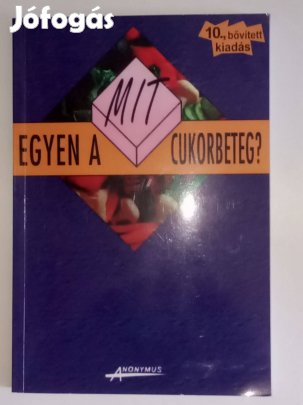 Jófogás
10., bővített
kiadás
MIT
EGYEN A CUKORBETEG?
ANONYMUS